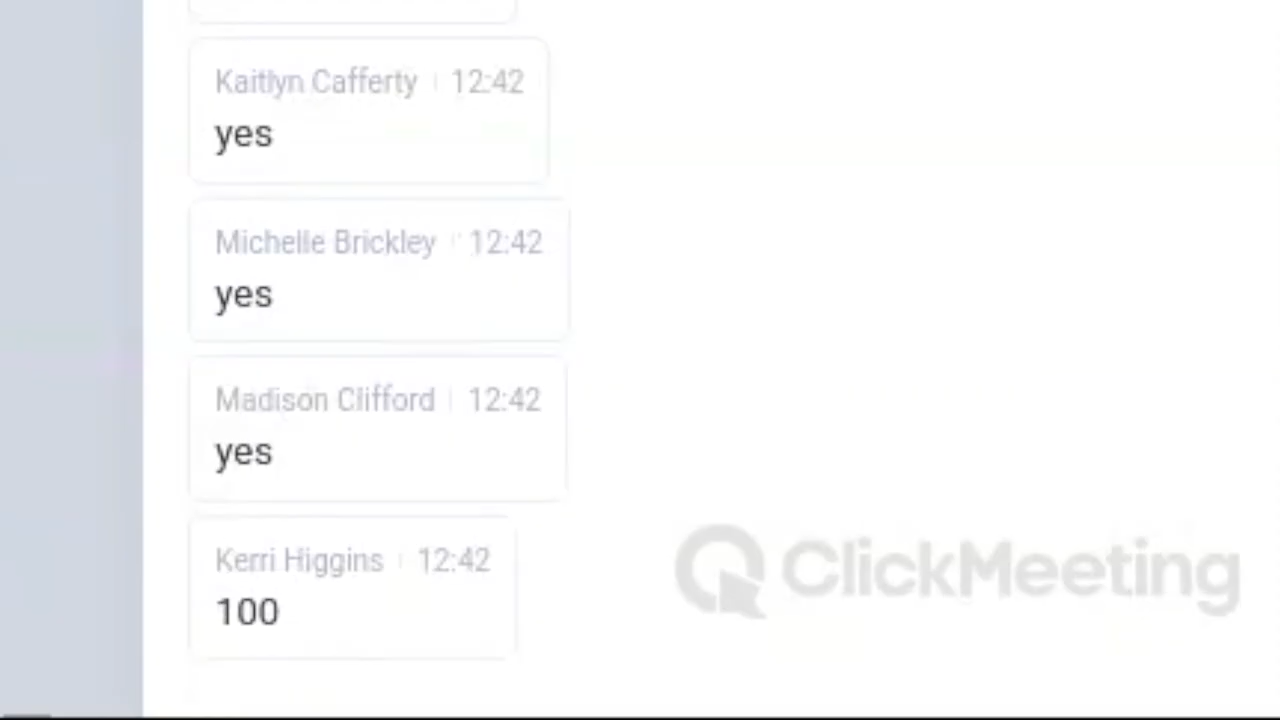 Kaitlyn Cafferty 12:42
yes
Michelle Brickley 12:42
yes
Madison Clifford 12:42
yes
Kerri Higgins 12:42
100
ClickMeeting